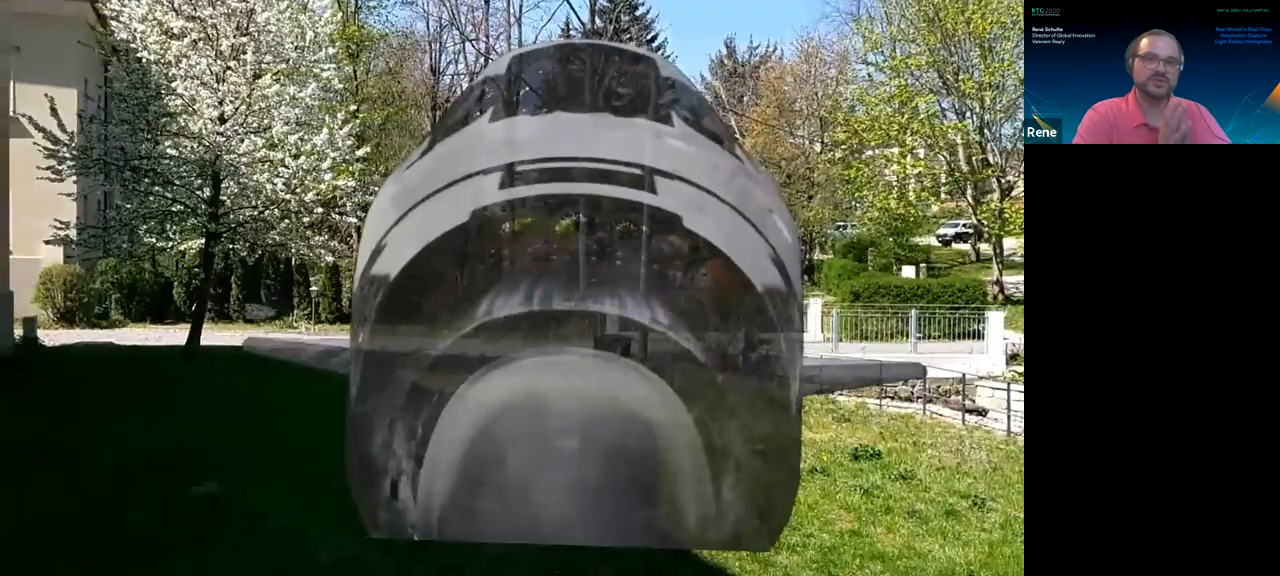 RTC 2020
MAY 4, 2020 | FULLY VIRTUAL
René Schulte
Director of Global Innovation
Valorem Reply
Real World in Real Time
Volumetric Capture
Light Fields | Holograms
Rene